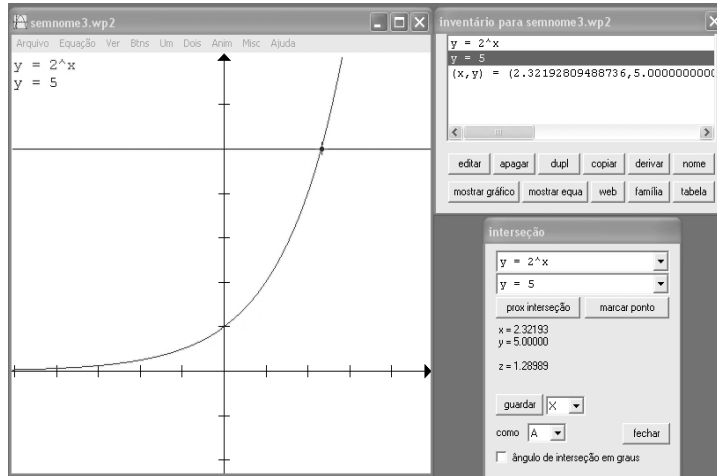 semnome3.wp2
Arquivo Equação Ver Btns Um Dois Anim Misc Ajuda
y = 2^x
y = 5
inventário para semnome3.wp2
y = 2^x
y = 5
(x,y) = (2.32192809488736,5.0000000000
editar apagar dupl copiar derivar nome
mostrar gráfico mostrar equa web família tabela
interseção
y = 2^x
y = 5
prox interseção marcar ponto
x = 2.32193
y = 5.00000
z = 1.28989
guardar X
como A fechar
ângulo de interseção em graus